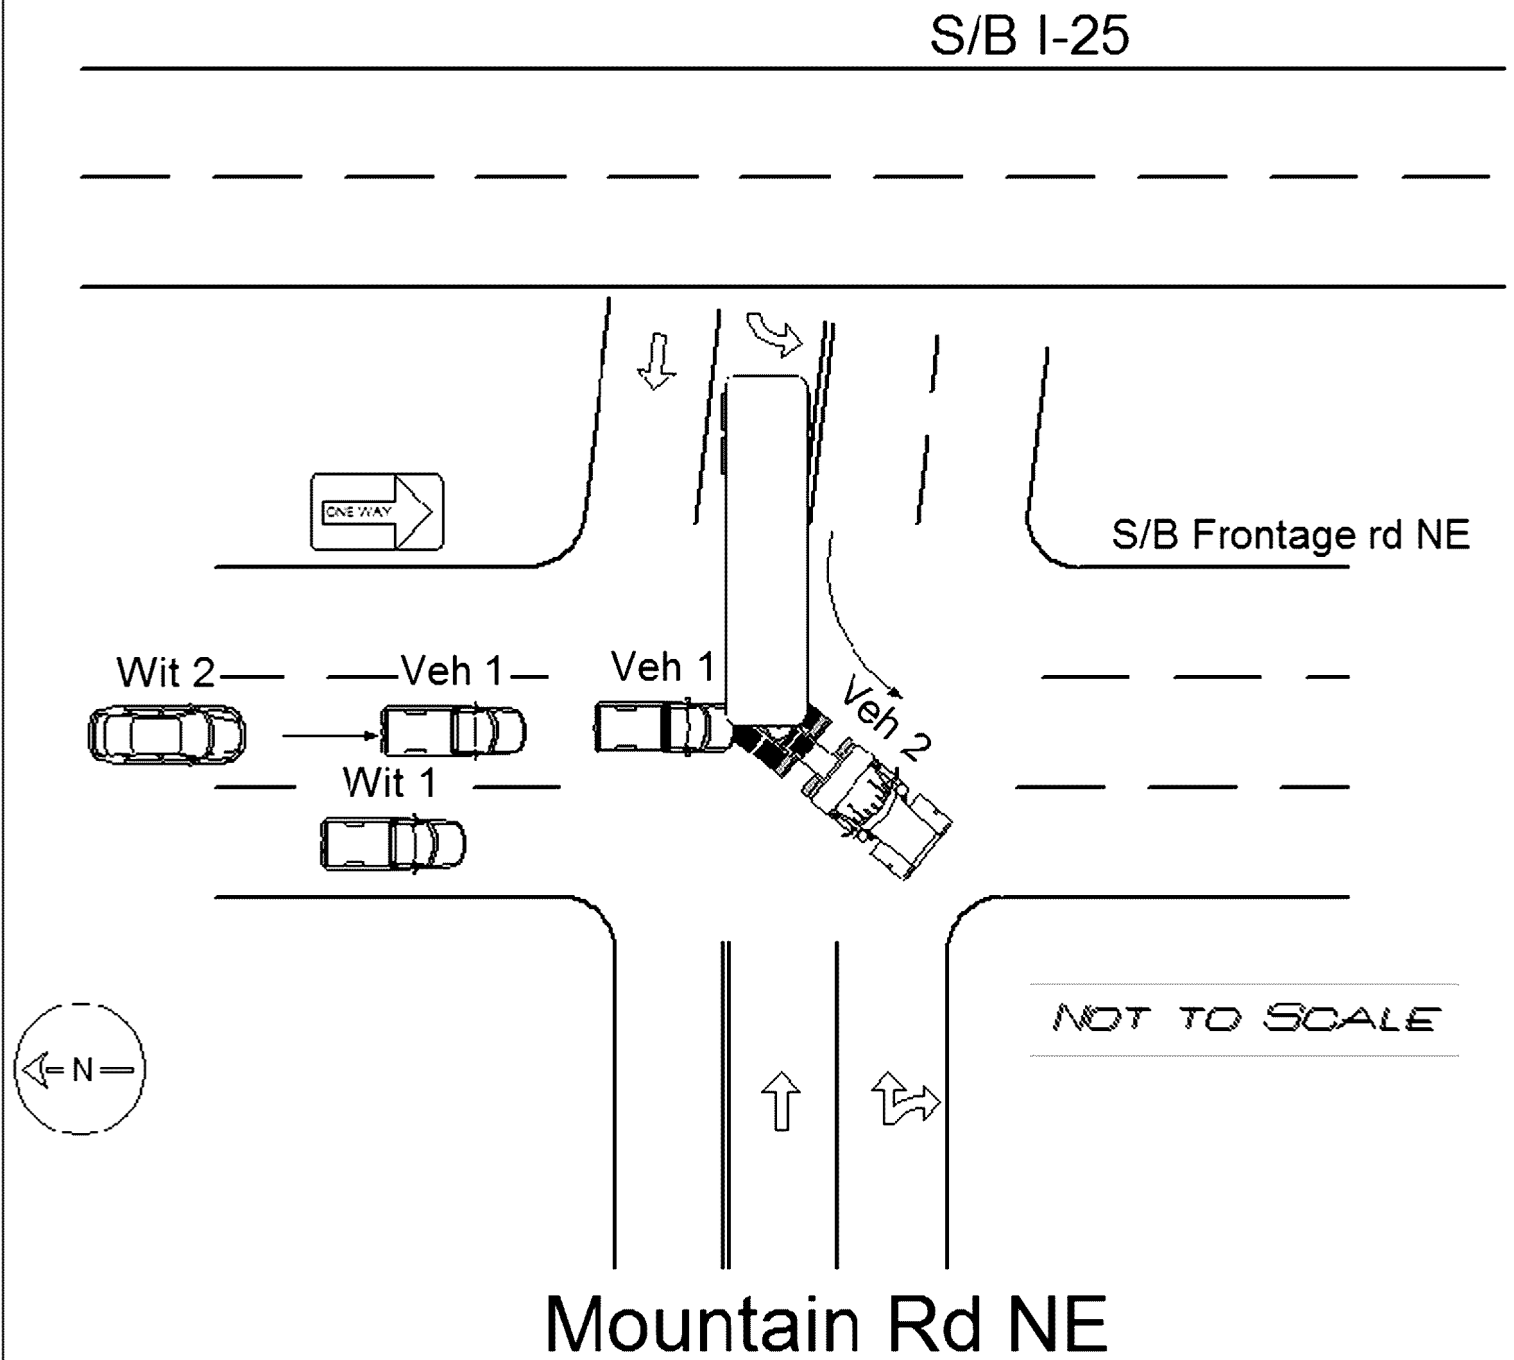 S/B I-25
ONE WAY
S/B Frontage rd NE
Wit 2
Veh 1
Veh 1
Veh 2
Wit 1
NOT TO SCALE
N
Mountain Rd NE